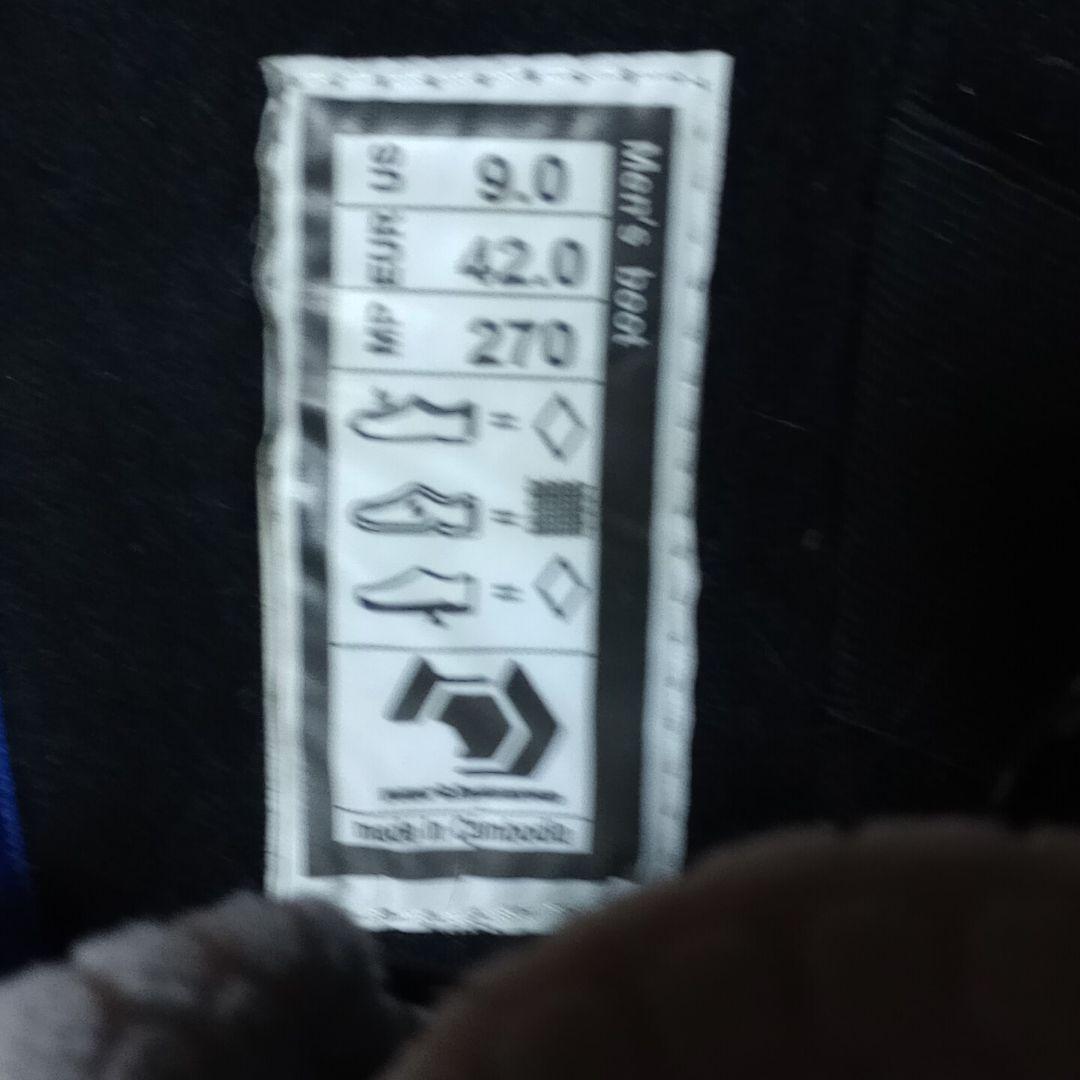 Men's boot
US 9.0
EUR 42.0
MP 270
=
=
=
made in Cambodia